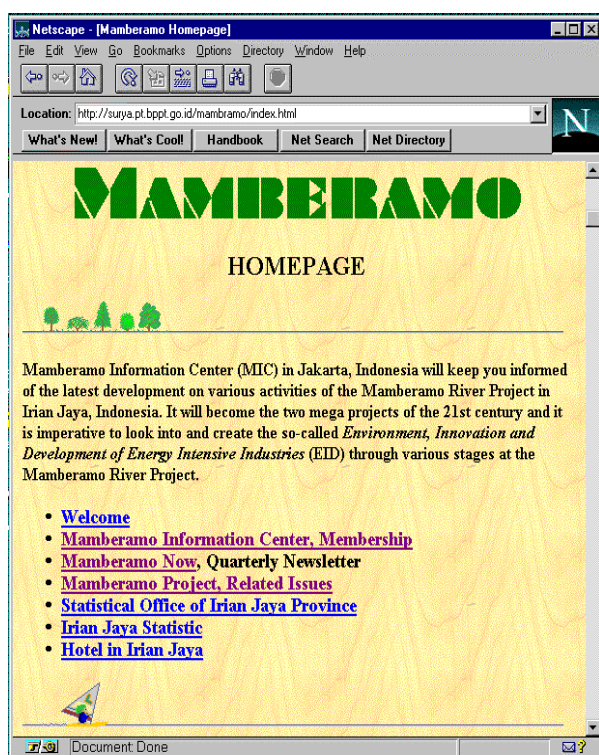 Netscape - [Mamberamo Homepage]
File Edit View Go Bookmarks Options Directory Window Help
Location: http://surya.pt.bppt.go.id/mambramo/index.html
N
What's New! What's Cool! Handbook Net Search Net Directory
MAMBERAMO
HOMEPAGE
Mamberamo Information Center (MIC) in Jakarta, Indonesia will keep you informed
of the latest development on various activities of the Mamberamo River Project in
Irian Jaya, Indonesia. It will become the two mega projects of the 21st century and it
is imperative to look into and create the so-called Environment, Innovation and
Development of Energy Intensive Industries (EID) through various stages at the
Mamberamo River Project.
• Welcome
• Mamberamo Information Center, Membership
• Mamberamo Now, Quarterly Newsletter
• Mamberamo Project, Related Issues
• Statistical Office of Irian Jaya Province
• Irian Jaya Statistic
• Hotel in Irian Jaya
Document: Done
?